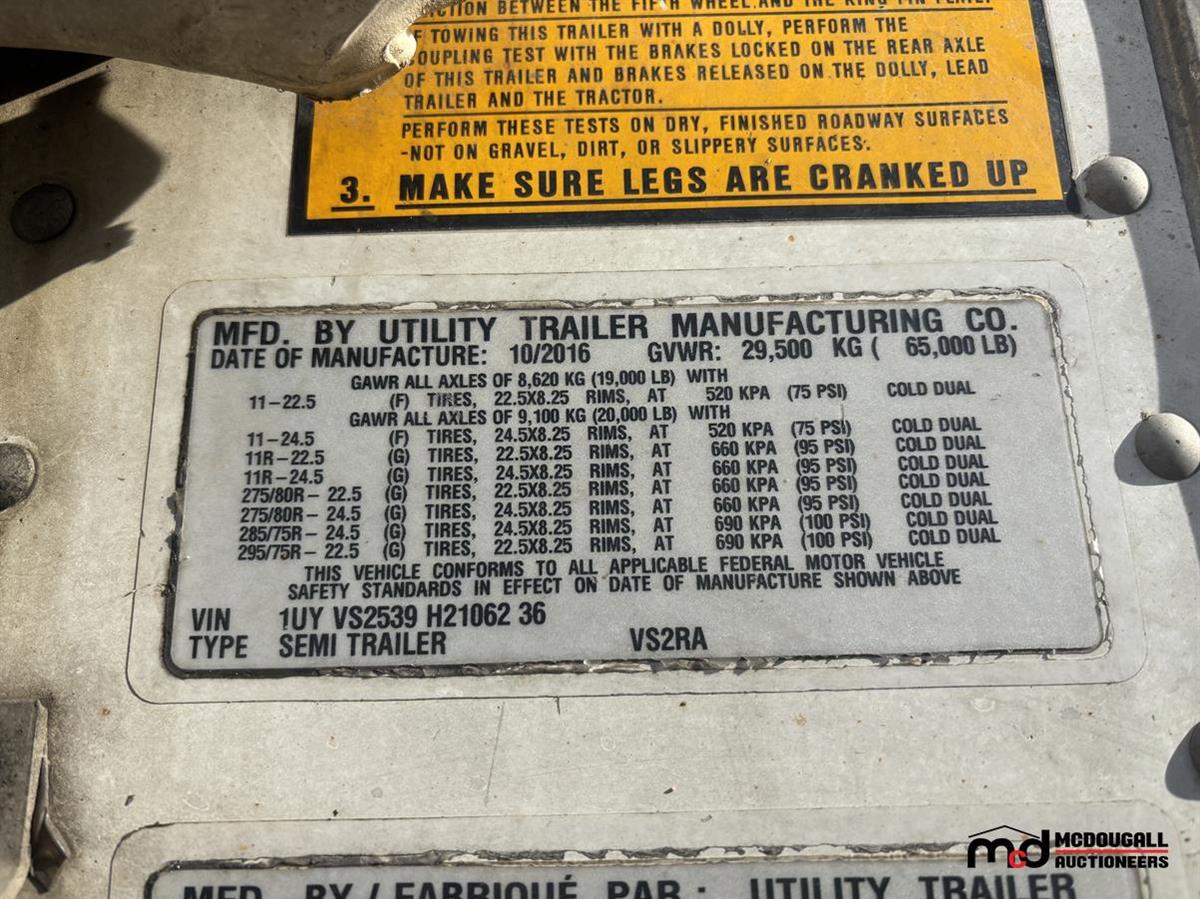 BETWEEN THE FIFTH WHEEL AND THE KING PIN PLATE.
TOWING THIS TRAILER WITH A DOLLY, PERFORM THE
COUPLING TEST WITH THE BRAKES LOCKED ON THE REAR AXLE
OF THIS TRAILER AND BRAKES RELEASED ON THE DOLLY, LEAD
TRAILER AND THE TRACTOR.
PERFORM THESE TESTS ON DRY, FINISHED ROADWAY SURFACES
-NOT ON GRAVEL, DIRT, OR SLIPPERY SURFACES.
3. MAKE SURE LEGS ARE CRANKED UP
MFD. BY UTILITY TRAILER MANUFACTURING CO.
DATE OF MANUFACTURE: 10/2016 GVWR: 29,500 KG ( 65,000 LB)
GAWR ALL AXLES OF 8,620 KG (19,000 LB) WITH
11-22.5 (F) TIRES, 22.5X8.25 RIMS, AT 520 KPA (75 PSI) COLD DUAL
GAWR ALL AXLES OF 9,100 KG (20,000 LB) WITH
11-24.5 (F) TIRES, 24.5X8.25 RIMS, AT 520 KPA (75 PSI) COLD DUAL
11R-22.5 (G) TIRES, 22.5X8.25 RIMS, AT 660 KPA (95 PSI) COLD DUAL
11R-24.5 (G) TIRES, 24.5X8.25 RIMS, AT 660 KPA (95 PSI) COLD DUAL
275/80R-22.5 (G) TIRES, 22.5X8.25 RIMS, AT 660 KPA (95 PSI) COLD DUAL
275/80R-24.5 (G) TIRES, 24.5X8.25 RIMS, AT 660 KPA (95 PSI) COLD DUAL
285/75R-24.5 (G) TIRES, 24.5X8.25 RIMS, AT 690 KPA (100 PSI) COLD DUAL
295/75R-22.5 (G) TIRES, 22.5X8.25 RIMS, AT 690 KPA (100 PSI) COLD DUAL
THIS VEHICLE CONFORMS TO ALL APPLICABLE FEDERAL MOTOR VEHICLE
SAFETY STANDARDS IN EFFECT ON DATE OF MANUFACTURE SHOWN ABOVE
VIN 1UY VS2539 H21062 36
TYPE SEMI TRAILER VS2RA
MFD. BY / FABRIQUÉ PAR : UTILITY TRAILER
mcd MCDOUGALL
AUCTIONEERS